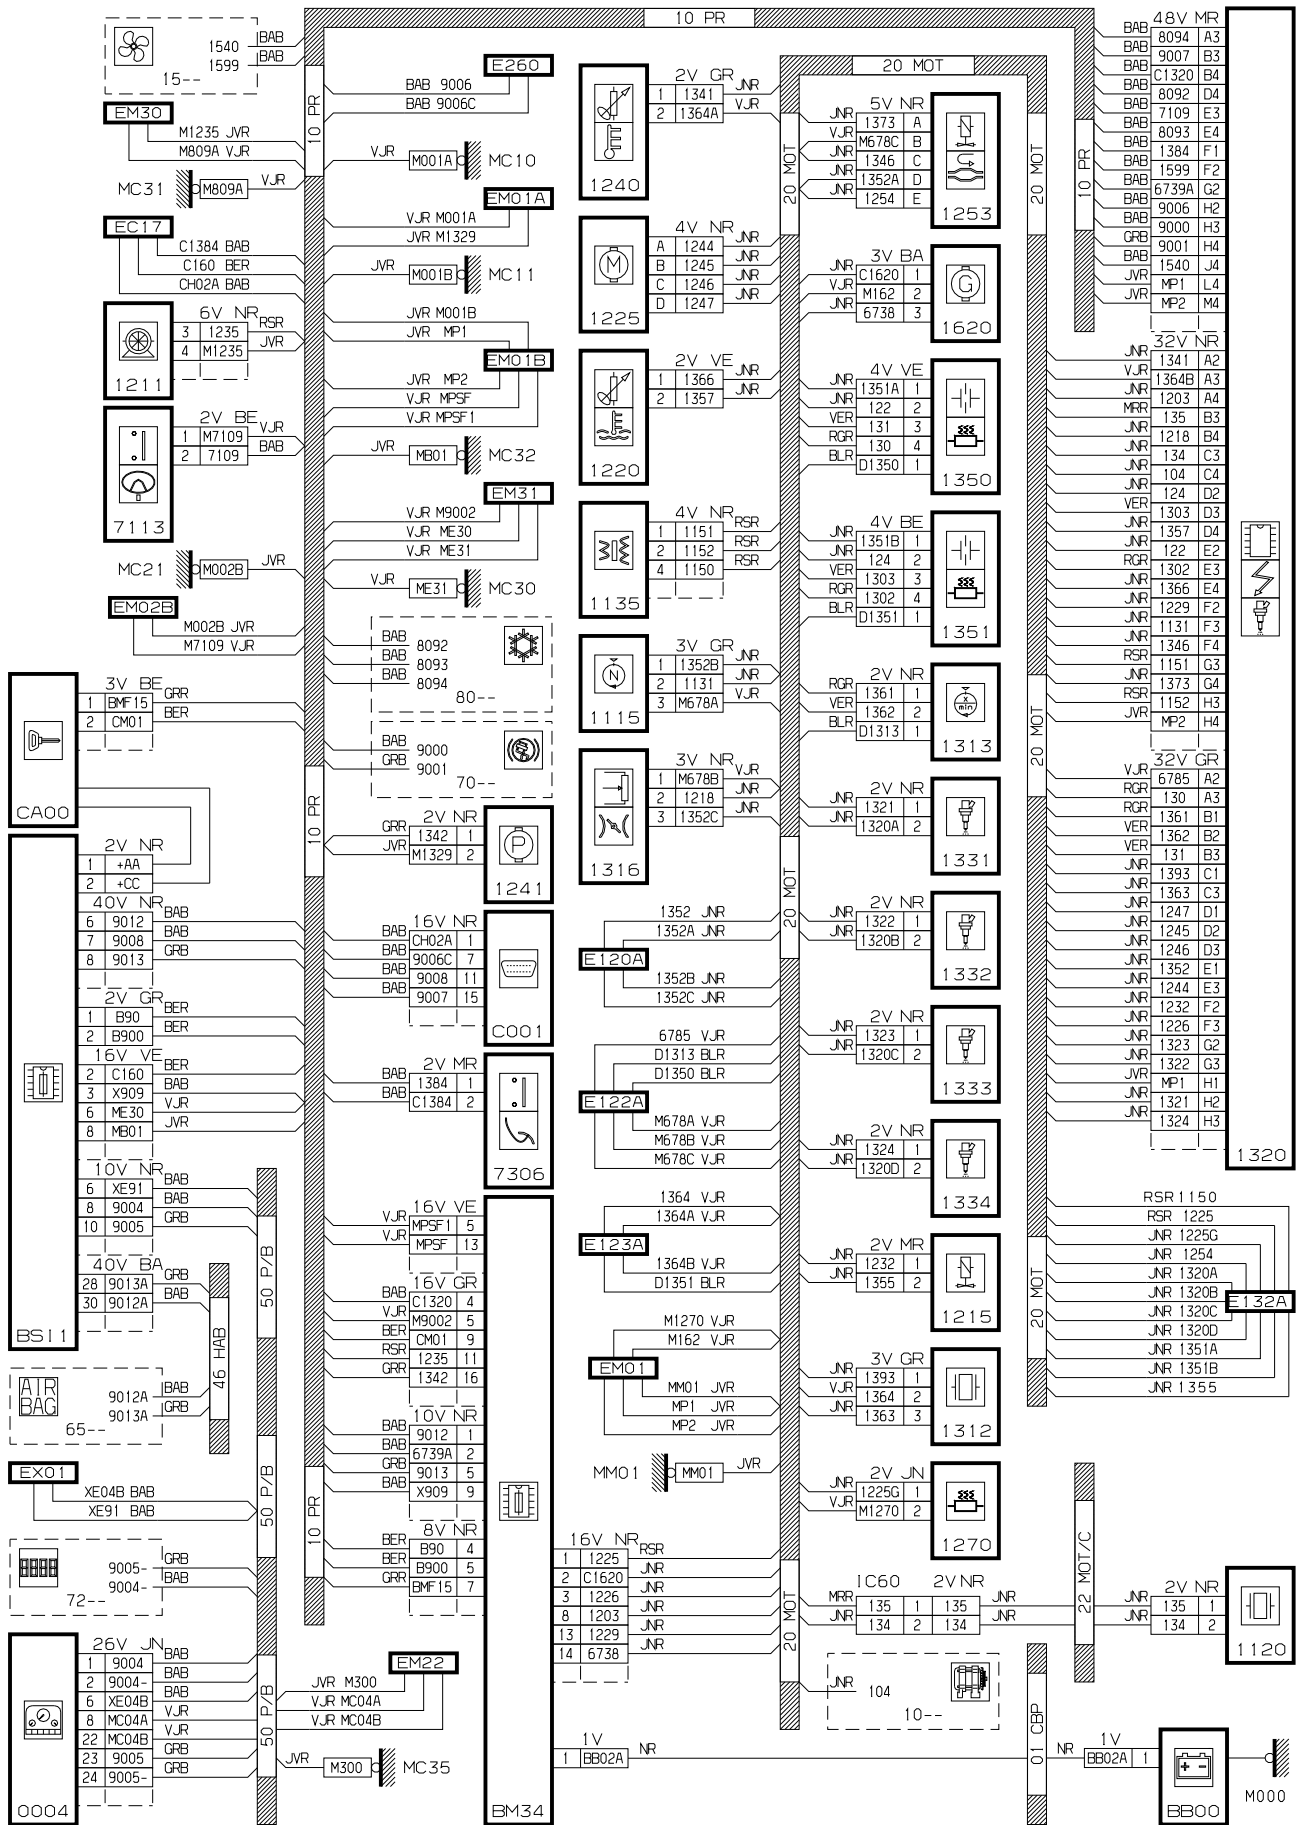 10 PR
1540 BAB
1599 BAB
15--
EM30
M1235 JVR
M809A VJR
MC31 M809A VJR
EC17
C1384 BAB
C160 BER
CH02A BAB
6V NR
3 1235 RSR
4 M1235 JVR
1211
2V BE
1 M7109 VJR
2 7109 BAB
7113
MC21 M002B JVR
EM02B
M002B JVR
M7109 VJR
3V BE
1 BMF15 GRR
2 CM01 BER
CA00
2V NR
1 +AA
2 +CC
40V NR
6 9012 BAB
7 9008 BAB
8 9013 GRB
2V GR
1 B90 BER
2 B900 BER
16V VE
2 C160 BER
3 X909 BAB
6 ME30 VJR
8 MB01 JVR
10V NR
6 XE91 BAB
8 9004 BAB
10 9005 GRB
40V BA
28 9013A GRB
30 9012A BAB
BSI1
AIR
BAG
9012A BAB
9013A GRB
65--
46 HAB
EX01
XE04B BAB
XE91 BAB
9005- GRB
9004- BAB
72--
26V JN
1 9004 BAB
2 9004- BAB
6 XE04B BAB
8 MC04A VJR
22 MC04B VJR
23 9005 GRB
24 9005- GRB
0004
50 P/B
50 P/B
50 P/B
10 PR
10 PR
10 PR
E260
BAB 9006
BAB 9006C
VJR M001A MC10
EM01A
VJR M001A
JVR M1329
JVR M001B MC11
JVR M001B
JVR MP1
EM01B
JVR MP2
VJR MPSF
VJR MPSF1
JVR MB01 MC32
EM31
VJR M9002
VJR ME30
VJR ME31
VJR ME31 MC30
BAB 8092
BAB 8093
BAB 8094
80--
BAB 9000
GRB 9001
70--
2V NR
GRR 1342 1
JVR M1329 2
P
1241
16V NR
BAB CH02A 1
BAB 9006C 7
BAB 9008 11
BAB 9007 15
C001
2V MR
BAB 1384 1
BAB C1384 2
7306
16V VE
VJR MPSF1 5
VJR MPSF 13
16V GR
BAB C1320 4
VJR M9002 5
BER CM01 9
RSR 1235 11
GRR 1342 16
10V NR
BAB 9012 1
BAB 6739A 2
GRB 9013 5
BAB X909 9
8V NR
BER B90 4
BER B900 5
GRR BMF15 7
EM22
JVR M300
VJR MC04A
VJR MC04B
JVR M300 MC35
BM34
16V NR
1 1225 RSR
2 C1620 JNR
3 1226 JNR
8 1203 JNR
13 1229 JNR
14 6738 JNR
1V
1 BB02A NR
2V GR
1 1341 JNR
2 1364A VJR
1240
4V NR
A 1244 JNR
B 1245 JNR
C 1246 JNR
D 1247 JNR
M
1225
2V VE
1 1366 JNR
2 1357 JNR
1220
4V NR
1 1151 RSR
2 1152 RSR
4 1150 RSR
1135
3V GR
1 1352B JNR
2 1131 JNR
3 M678A VJR
N
1115
3V NR
1 M678B VJR
2 1218 JNR
3 1352C JNR
1316
1352 JNR
1352A JNR
E120A
1352B JNR
1352C JNR
6785 VJR
D1313 BLR
D1350 BLR
E122A
M678A VJR
M678B VJR
M678C VJR
1364 VJR
1364A VJR
E123A
1364B VJR
D1351 BLR
M1270 VJR
M162 VJR
EM01
MM01 JVR
MP1 JVR
MP2 JVR
MM01 MM01 JVR
20 MOT
20 MOT
20 MOT
20 MOT
5V NR
JNR 1373 A
VJR M678C B
JNR 1346 C
JNR 1352A D
JNR 1254 E
1253
3V BA
JNR C1620 1
VJR M162 2
JNR 6738 3
G
1620
4V VE
JNR 1351A 1
JNR 122 2
VER 131 3
RGR 130 4
BLR D1350 1
1350
4V BE
JNR 1351B 1
JNR 124 2
VER 1303 3
RGR 1302 4
BLR D1351 1
1351
2V NR
RGR 1361 1
VER 1362 2
BLR D1313 1
x
min
1313
2V NR
JNR 1321 1
JNR 1320A 2
1331
2V NR
JNR 1322 1
JNR 1320B 2
1332
2V NR
JNR 1323 1
JNR 1320C 2
1333
2V NR
JNR 1324 1
JNR 1320D 2
1334
2V MR
JNR 1232 1
JNR 1355 2
1215
3V GR
JNR 1393 1
JNR 1364 2
JNR 1363 3
1312
2V JN
JNR 1225G 1
VJR M1270 2
1270
IC60 2V NR
MRR 135 1 135 JNR
JNR 134 2 134 JNR
JNR 104
10--
20 MOT
20 MOT
20 MOT
10 PR
48V MR
BAB 8094 A3
BAB 9007 B3
BAB C1320 B4
BAB 8092 D4
BAB 7109 E3
BAB 8093 E4
BAB 1384 F1
BAB 1599 F2
BAB 6739A G2
BAB 9006 H2
BAB 9000 H3
GRB 9001 H4
BAB 1540 J4
JVR MP1 L4
JVR MP2 M4
32V NR
JNR 1341 A2
VJR 1364B A3
JNR 1203 A4
MRR 135 B3
JNR 1218 B4
JNR 134 C3
JNR 104 C4
JNR 124 D2
VER 1303 D3
JNR 1357 D4
JNR 122 E2
RGR 1302 E3
JNR 1366 E4
JNR 1229 F2
JNR 1131 F3
JNR 1346 F4
RSR 1151 G3
JNR 1373 G4
RSR 1152 H3
JVR MP2 H4
32V GR
VJR 6785 A2
RGR 130 A3
RGR 1361 B1
VER 1362 B2
VER 131 B3
JNR 1393 C1
JNR 1363 C3
JNR 1247 D1
JNR 1245 D2
JNR 1246 D3
JNR 1352 E1
JNR 1244 E3
JNR 1232 F2
JNR 1226 F3
JNR 1323 G2
JNR 1322 G3
JVR MP1 H1
JNR 1321 H2
JNR 1324 H3
1320
RSR 1150
RSR 1225
JNR 1225G
JNR 1254
JNR 1320A
JNR 1320B
JNR 1320C
JNR 1320D
JNR 1351A
JNR 1351B
JNR 1355
E132A
22 MOT/C
2V NR
JNR 135 1
JNR 134 2
1120
01 CBP
1V
NR BB02A 1
+ -
BB00
M000